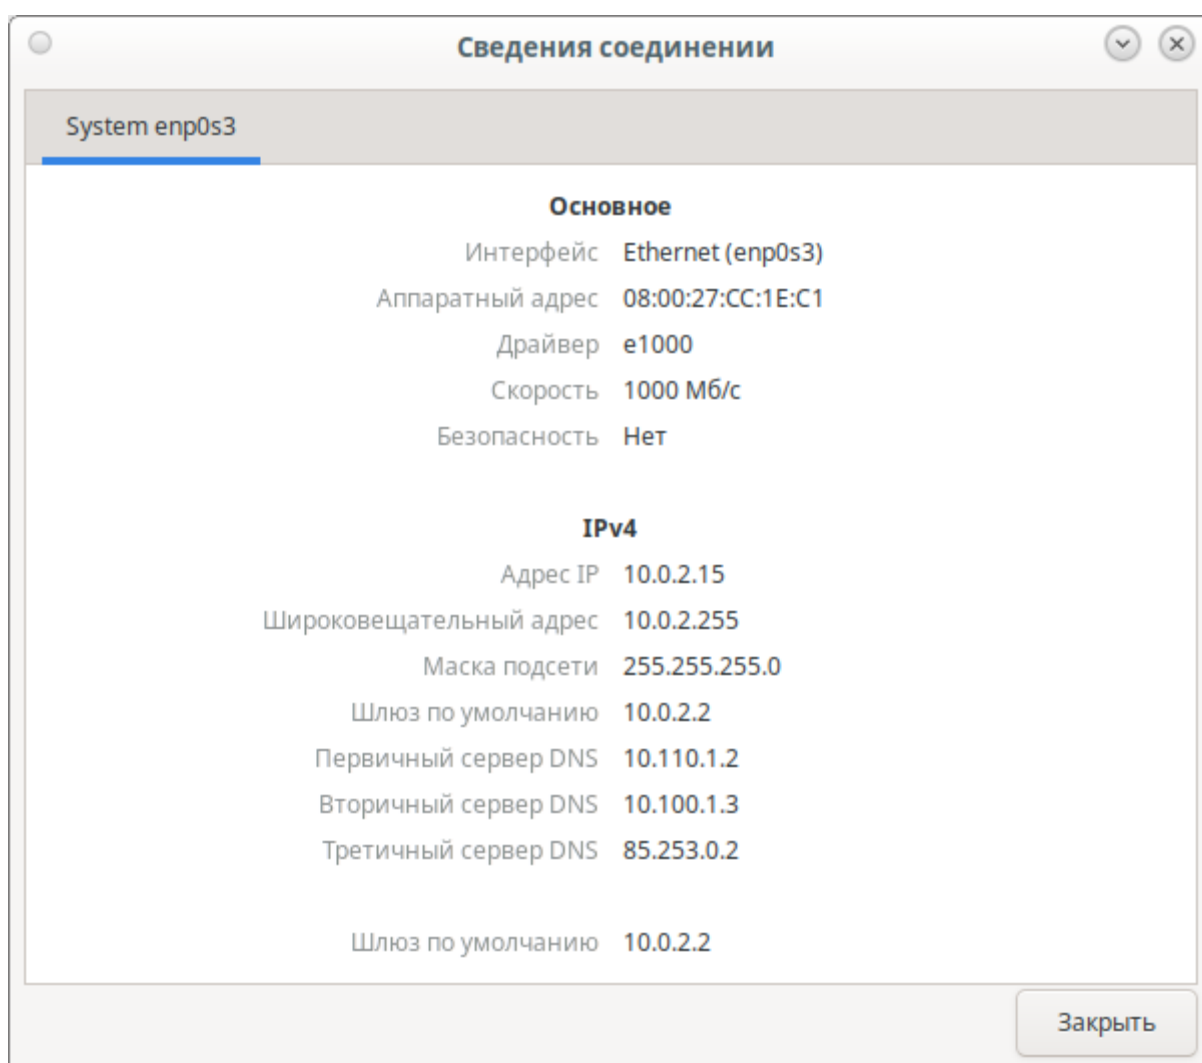 Сведения соединении
System enp0s3
Основное
Интерфейс Ethernet (enp0s3)
Аппаратный адрес 08:00:27:CC:1E:C1
Драйвер e1000
Скорость 1000 Мб/с
Безопасность Нет
IPv4
Адрес IP 10.0.2.15
Широковещательный адрес 10.0.2.255
Маска подсети 255.255.255.0
Шлюз по умолчанию 10.0.2.2
Первичный сервер DNS 10.110.1.2
Вторичный сервер DNS 10.100.1.3
Третичный сервер DNS 85.253.0.2
Шлюз по умолчанию 10.0.2.2
Закрыть